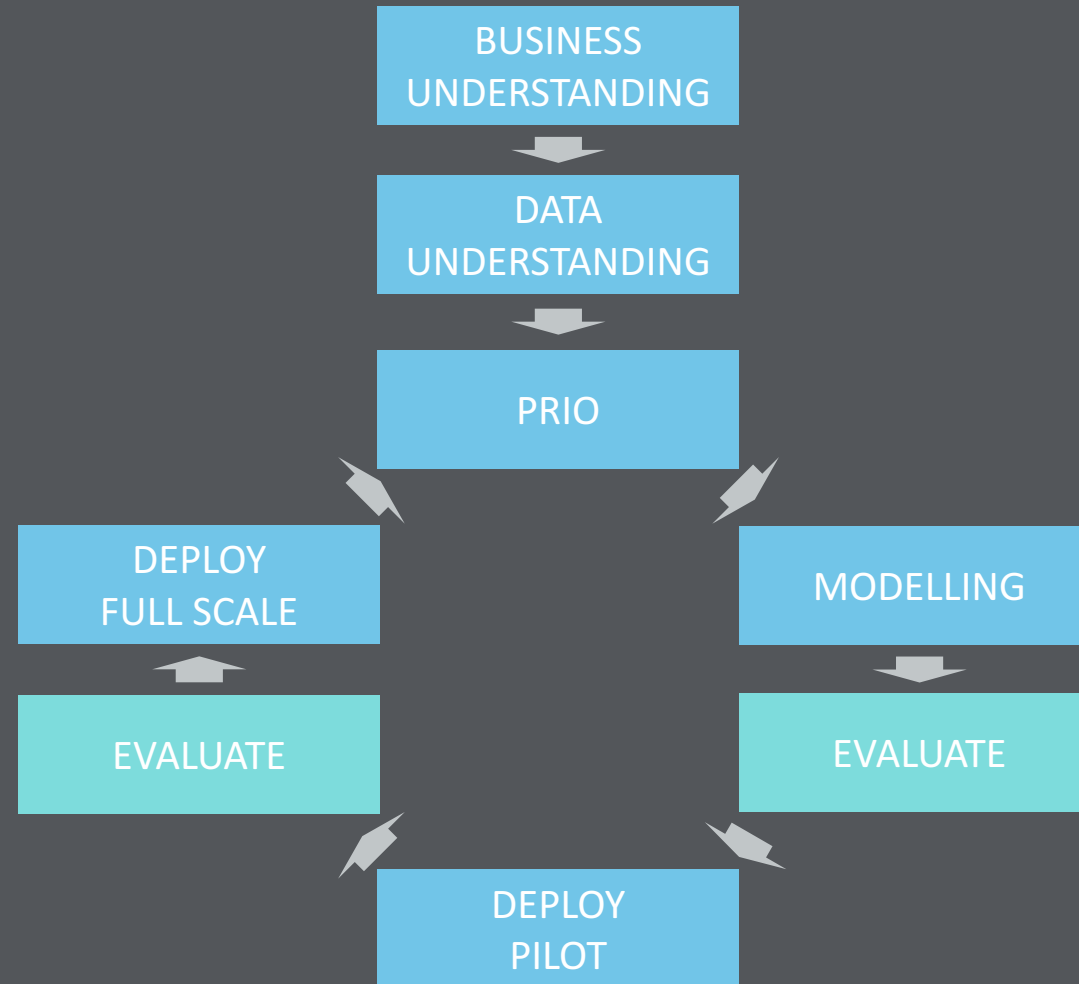 BUSINESS
UNDERSTANDING
DATA
UNDERSTANDING
PRIO
DEPLOY
FULL SCALE
MODELLING
EVALUATE
EVALUATE
DEPLOY
PILOT